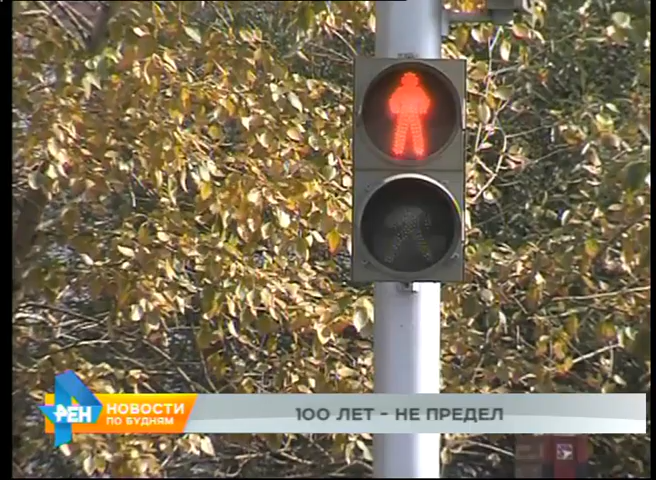 РЕН
НОВОСТИ
ПО БУДНЯМ
100 ЛЕТ - НЕ ПРЕДЕЛ